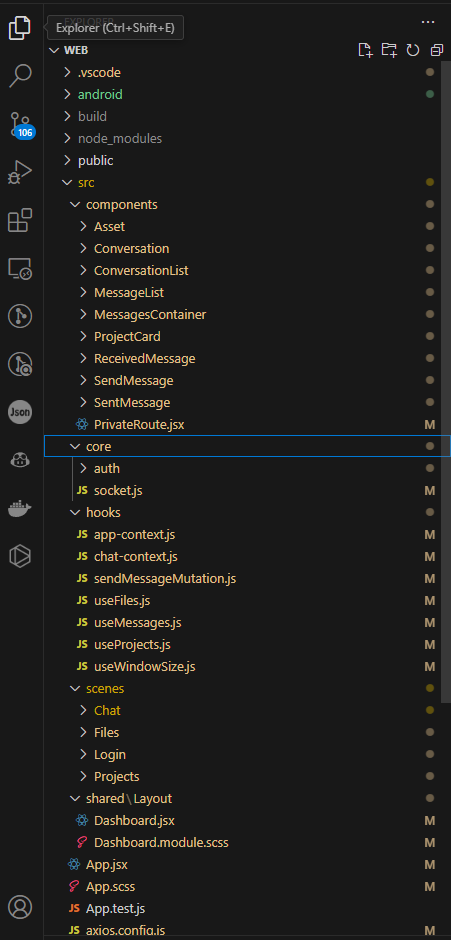 EXPLORER
Explorer (Ctrl+Shift+E)
WEB
.vscode
android
build
106
node_modules
public
src
components
Asset
Conversation
ConversationList
MessageList
MessagesContainer
ProjectCard
ReceivedMessage
SendMessage
Json
SentMessage
JS PrivateRoute.jsx M
core
auth
JS socket.js M
hooks
JS app-context.js M
JS chat-context.js M
JS sendMessageMutation.js M
JS useFiles.js M
JS useMessages.js M
JS useProjects.js M
JS useWindowSize.js M
scenes
Chat
Files
Login
Projects
shared\Layout
Dashboard.jsx M
Dashboard.module.scss M
App.jsx M
App.scss M
JS App.test.js M
JS axios.config.js M